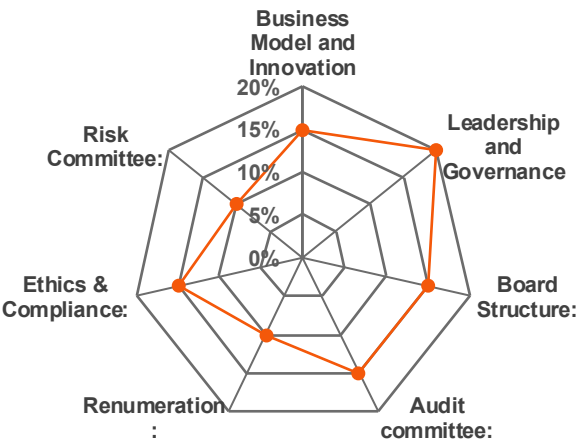 Business
Model and
Innovation
20%
15%
10%
5%
0%
Leadership
and
Governance
Board
Structure:
Audit
committee:
Renumeration
:
Ethics &
Compliance:
Risk
Committee: